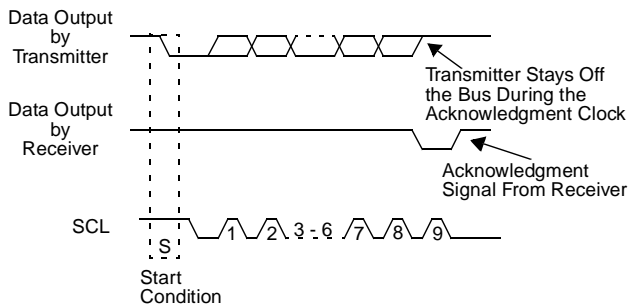 Data Output
by
Transmitter
Transmitter Stays Off
the Bus During the
Acknowledgment Clock
Data Output
by
Receiver
Acknowledgment
Signal From Receiver
SCL
S
1
2
3 - 6
7
8
9
Start
Condition